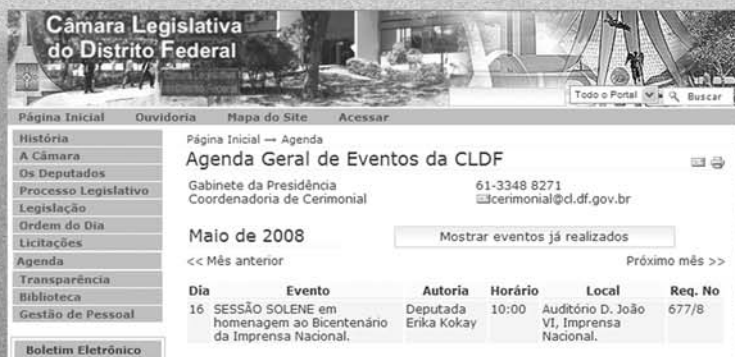 Câmara Legislativa
do Distrito Federal
Todo o Portal
Buscar
Página Inicial Ouvidoria Mapa do Site Acessar
História
A Câmara
Os Deputados
Processo Legislativo
Legislação
Ordem do Dia
Licitações
Agenda
Transparência
Biblioteca
Gestão de Pessoal
Boletim Eletrônico
Página Inicial → Agenda
Agenda Geral de Eventos da CLDF
Gabinete da Presidência 61-3348 8271
Coordenadoria de Cerimonial cerimonial@cl.df.gov.br
Maio de 2008 Mostrar eventos já realizados
<< Mês anterior Próximo mês >>
Dia Evento Autoria Horário Local Req. No
16 SESSÃO SOLENE em Deputada 10:00 Auditório D. João 677/8
homenagem ao Bicentenário Erika Kokay VI, Imprensa
da Imprensa Nacional. Nacional.